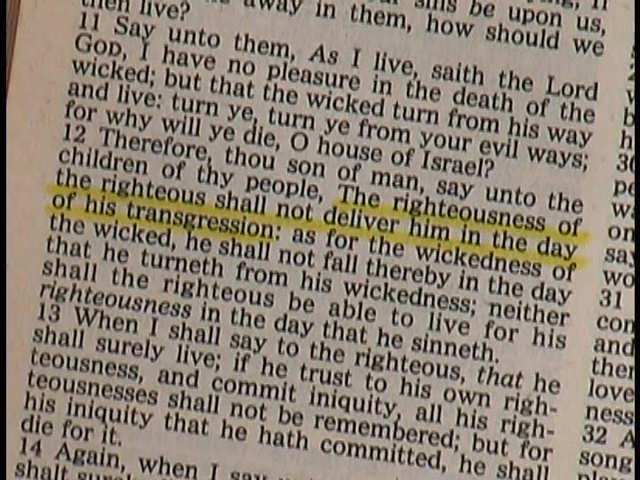 then live?
away in them, how should we
11 Say unto them, As I live, saith the Lord
GOD, I have no pleasure in the death of the
wicked; but that the wicked turn from his way
and live: turn ye, turn ye from your evil ways;
for why will ye die, O house of Israel?
12 Therefore, thou son of man, say unto the
children of thy people, The righteousness of
the righteous shall not deliver him in the day
of his transgression: as for the wickedness of
the wicked, he shall not fall thereby in the day
that he turneth from his wickedness; neither
shall the righteous be able to live for his
righteousness in the day that he sinneth.
13 When I shall say to the righteous, that he
shall surely live; if he trust to his own righ-
teousness, and commit iniquity, all his righ-
teousnesses shall not be remembered; but for
his iniquity that he hath committed, he shall
die for it.
14 Again, when I say
31
and
love
ness
32 A
song